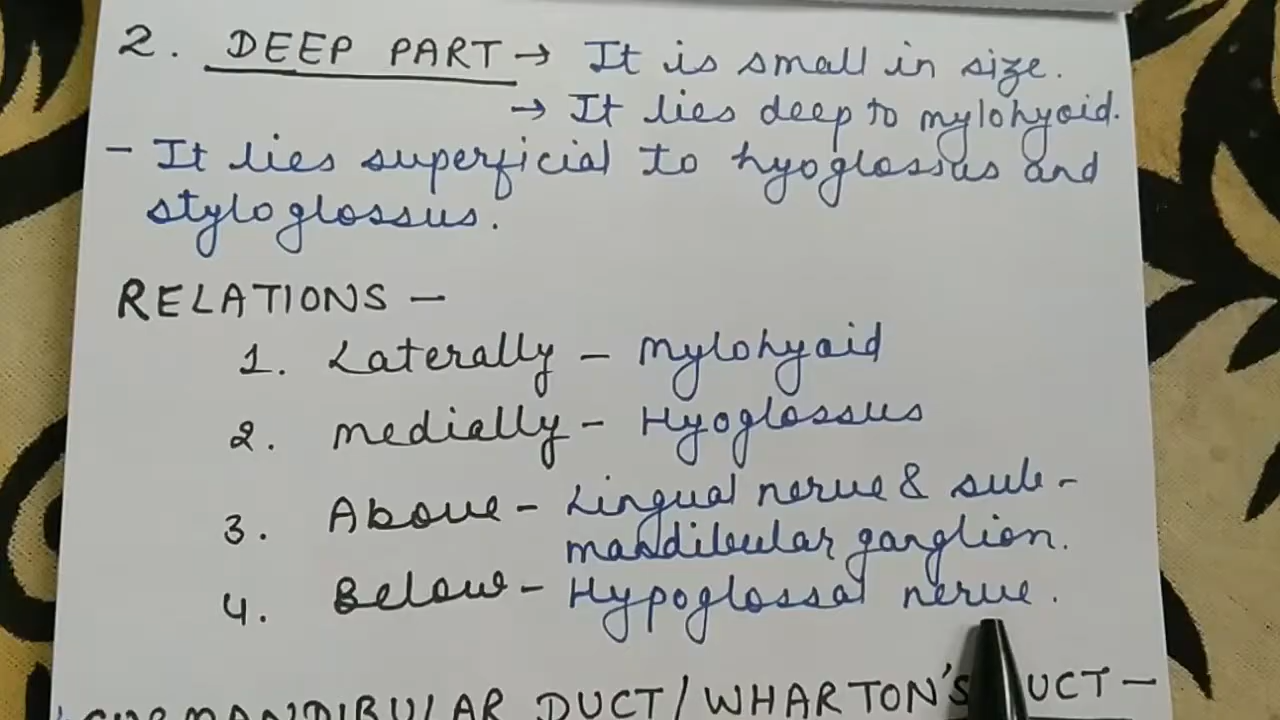 2. DEEP PART → It is small in size.
→ It lies deep to mylohyoid.
- It lies superficial to hyoglossus and
styloglossus.
RELATIONS -
1. Laterally - Mylohyoid
2. Medially - Hyoglossus
3. Above - Lingual nerve & sub-
mandibular ganglion.
4. Below - Hypoglossal nerve.
DUCT/WHARTON'S -